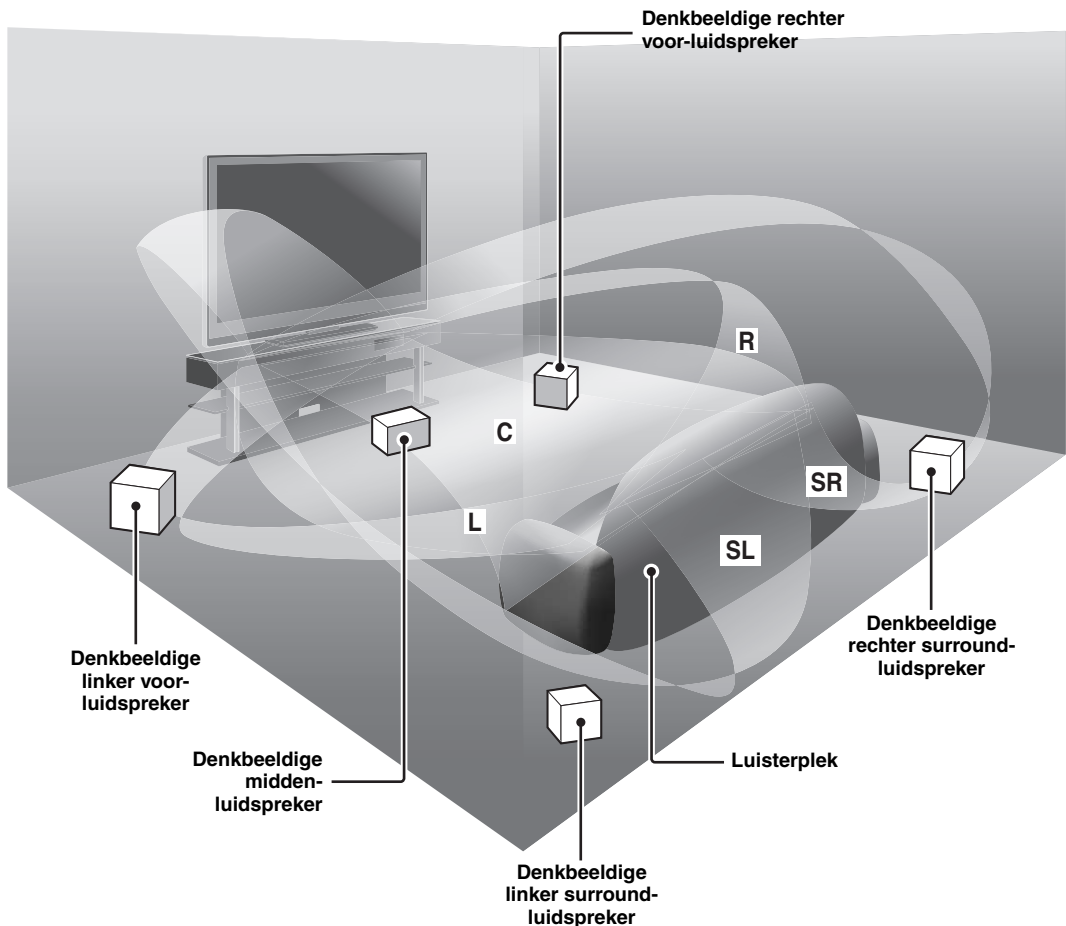 Denkbeeldige rechter
voor-luidspreker
R
C
SR
L
SL
Denkbeeldige
rechter surround-
luidspreker
Denkbeeldige
linker voor-
luidspreker
Denkbeeldige
midden-
luidspreker
Luisterplek
Denkbeeldige
linker surround-
luidspreker